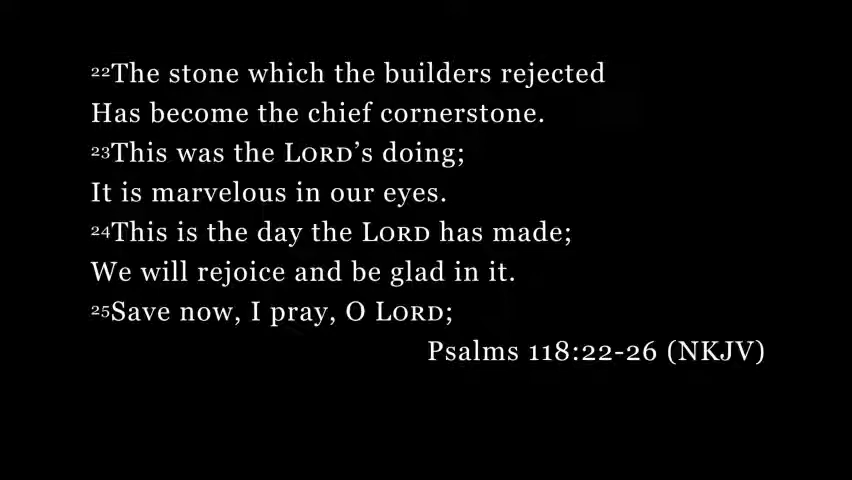 22The stone which the builders rejected
Has become the chief cornerstone.
23This was the LORD’s doing;
It is marvelous in our eyes.
24This is the day the LORD has made;
We will rejoice and be glad in it.
25Save now, I pray, O LORD;
Psalms 118:22-26 (NKJV)